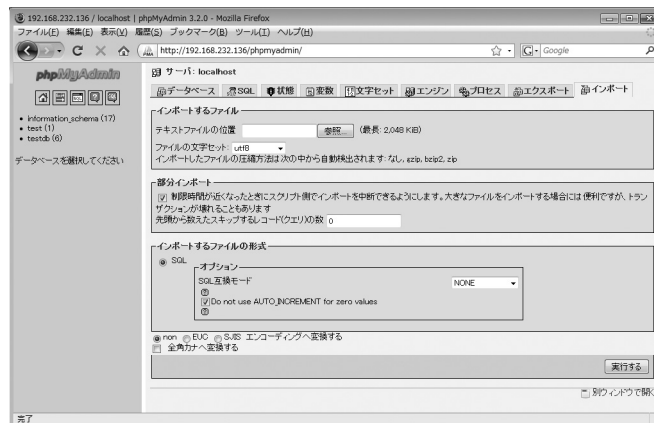 192.168.232.136 / localhost | phpMyAdmin 3.2.0 - Mozilla Firefox
ファイル(F) 編集(E) 表示(V) 履歴(S) ブックマーク(B) ツール(T) ヘルプ(H)
http://192.168.232.136/phpmyadmin/
Google
phpMyAdmin
information_schema (17)
test (1)
testdb (6)
データベースを選択してください
サーバ: localhost
データベース SQL 状態 変数 文字セット エンジン プロセス エクスポート インポート
インポートするファイル
テキストファイルの位置 参照... (最長: 2,048 KiB)
ファイルの文字セット: utf8
インポートしたファイルの圧縮方法は次の中から自動検出されます: なし, gzip, bzip2, zip
部分インポート
制限時間が近くなったときにスクリプト側でインポートを中断できるようにします。大きなファイルをインポートする場合には便利ですが、トラン
ザクションが壊れることもあります
先頭から数えたスキップするレコード(クエリ)の数 0
インポートするファイルの形式
SQL
オプション
SQL互換モード NONE
Do not use AUTO_INCREMENT for zero values
non EUC SJIS エンコーディングへ変換する
全角カナへ変換する
実行する
別ウィンドウで開く
完了